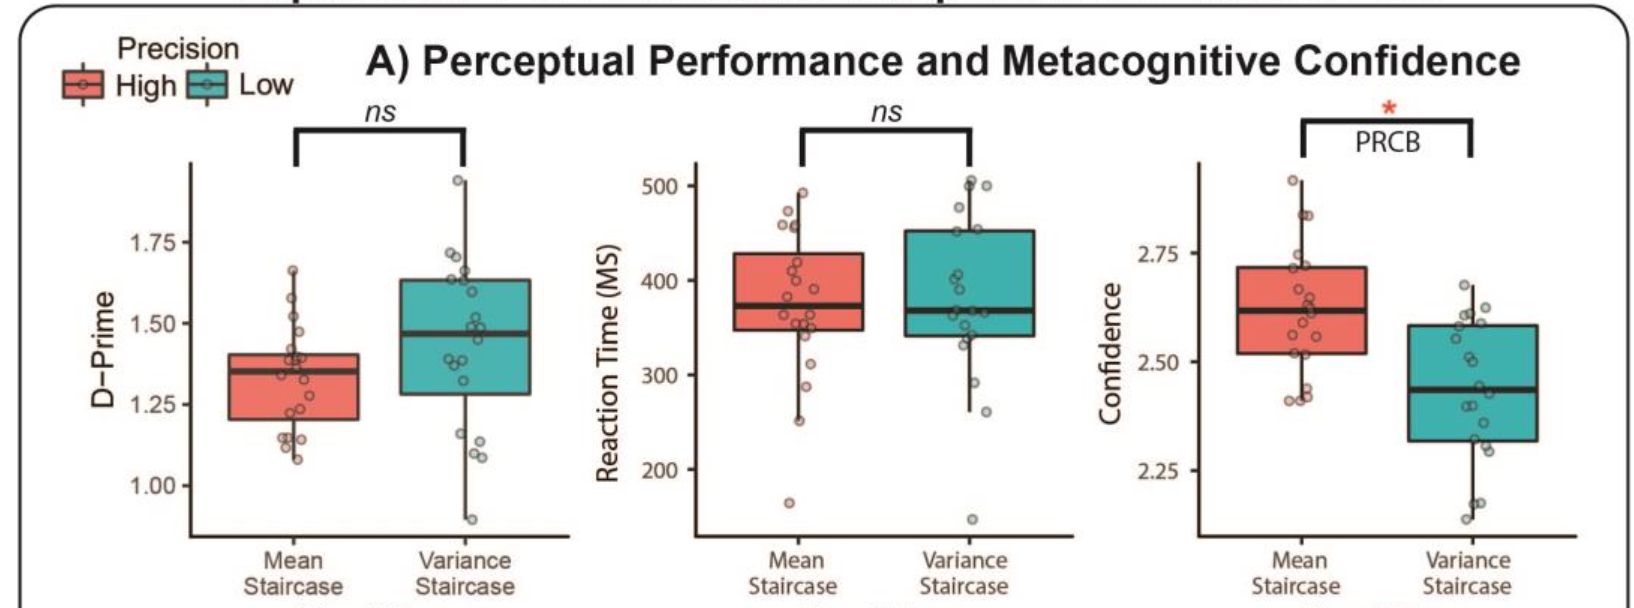 Precision
High Low
A) Perceptual Performance and Metacognitive Confidence
ns
D-Prime
1.75
1.50
1.25
1.00
Mean Staircase
Variance Staircase
ns
Reaction Time (MS)
500
400
300
200
Mean Staircase
Variance Staircase
*
PRCB
Confidence
2.75
2.50
2.25
Mean Staircase
Variance Staircase